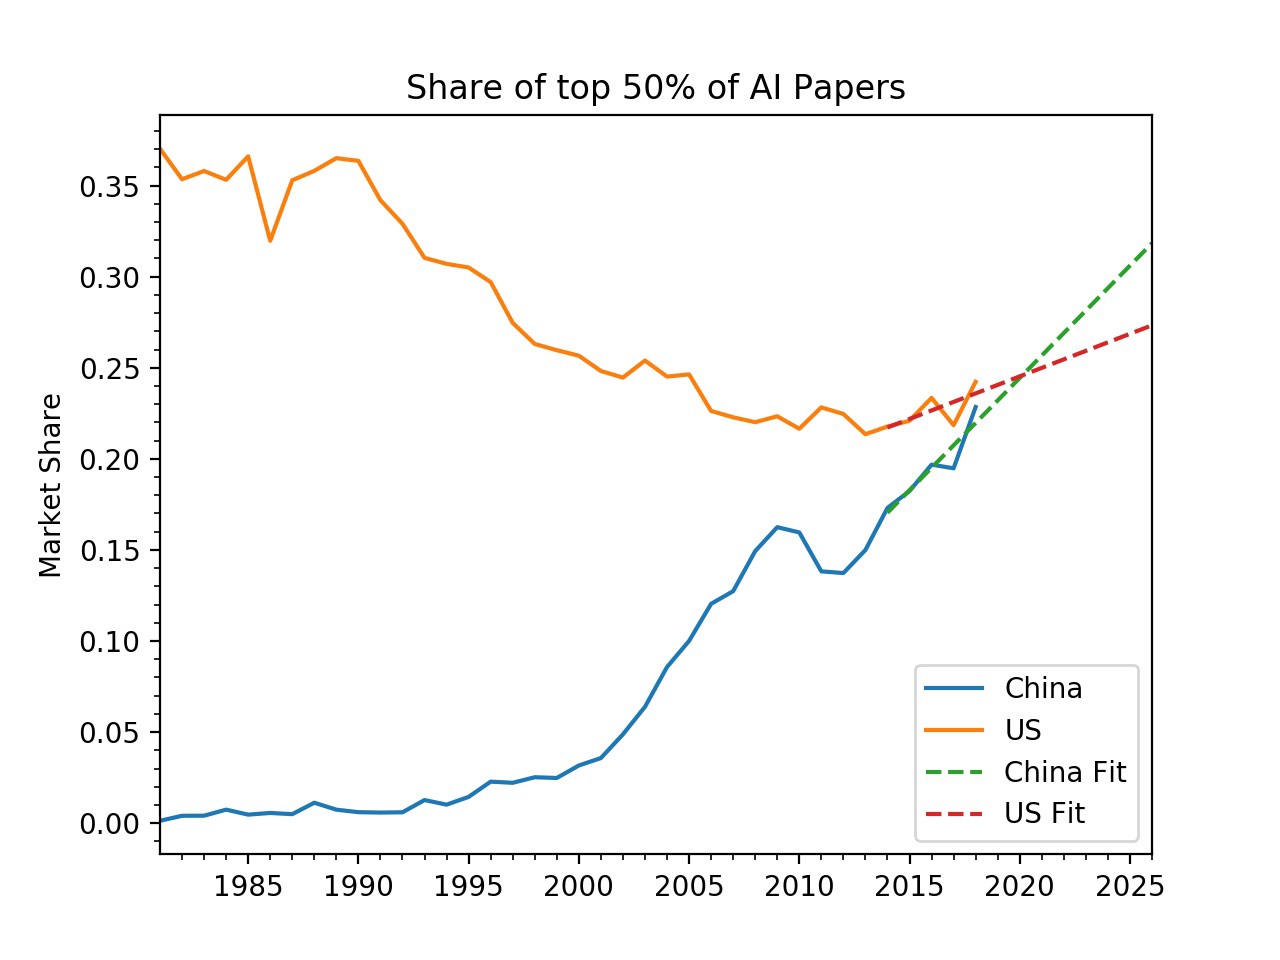 Share of top 50% of AI Papers
Market Share
0.35
0.30
0.25
0.20
0.15
0.10
0.05
0.00
1985 1990 1995 2000 2005 2010 2015 2020 2025
China
US
China Fit
US Fit